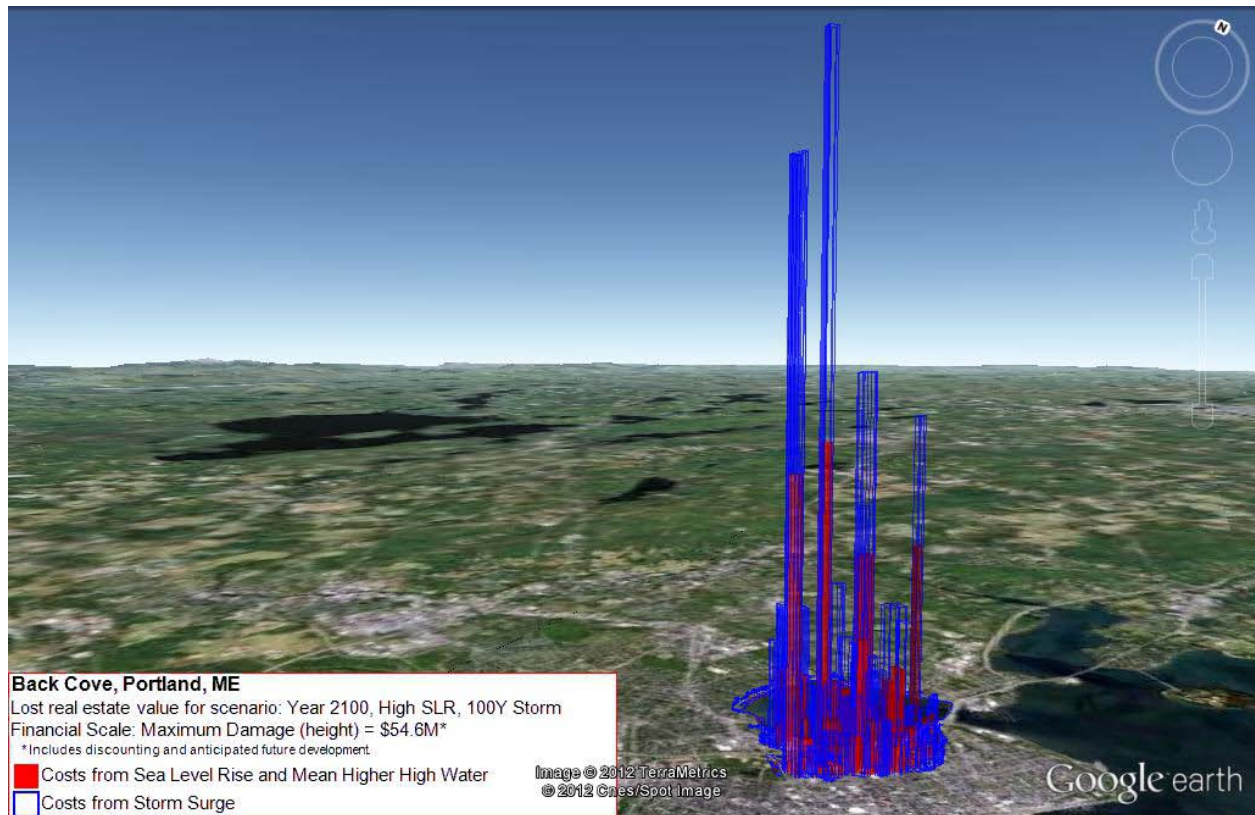 N
Back Cove, Portland, ME
Lost real estate value for scenario: Year 2100, High SLR, 100Y Storm
Financial Scale: Maximum Damage (height) = $54.6M*
*Includes discounting and anticipated future development
Costs from Sea Level Rise and Mean Higher High Water
Costs from Storm Surge
Image © 2012 TerraMetrics
© 2012 Cnes/Spot Image
Google earth